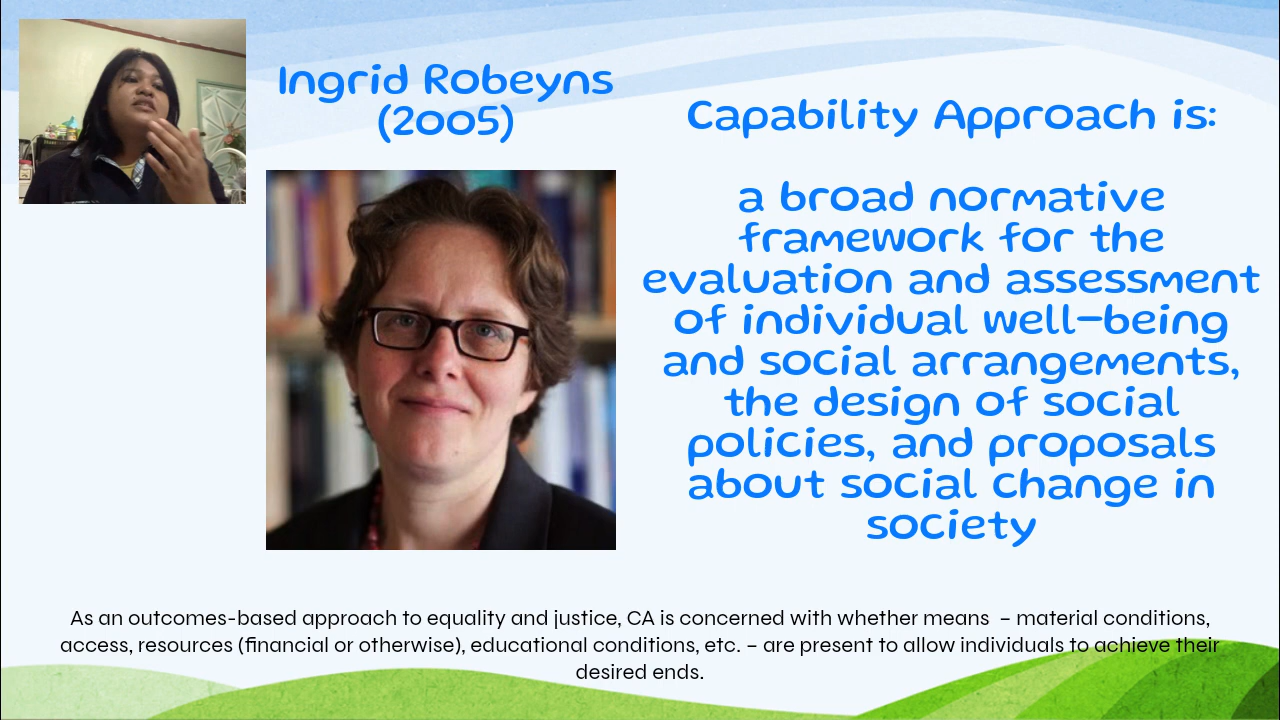 Ingrid Robeyns
(2005)
Capability Approach is:
a broad normative
framework for the
evaluation and assessment
of individual well-being
and social arrangements,
the design of social
policies, and proposals
about social change in
society
As an outcomes-based approach to equality and justice, CA is concerned with whether means – material conditions,
access, resources (financial or otherwise), educational conditions, etc. – are present to allow individuals to achieve their
desired ends.